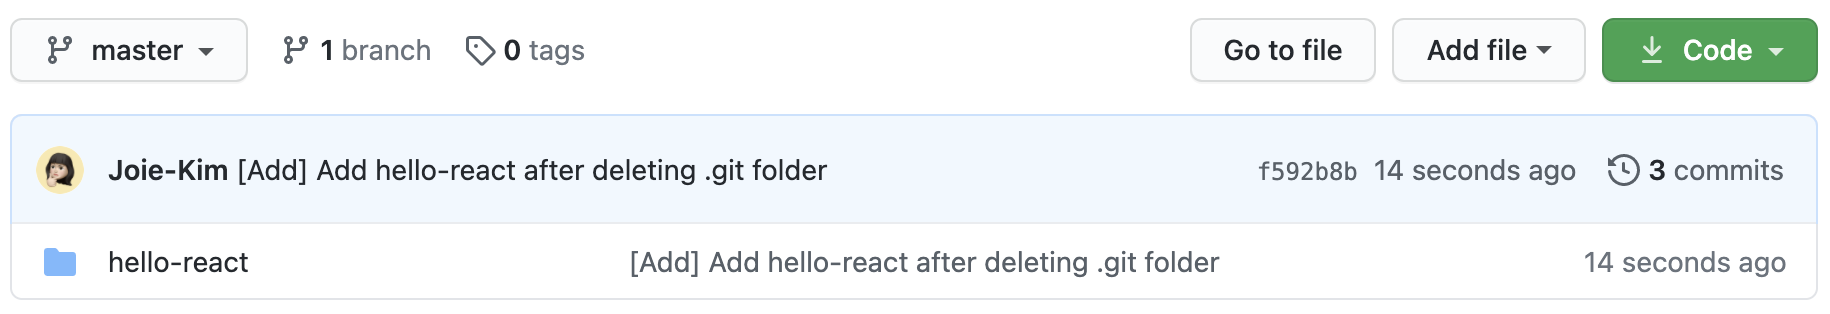 master 1 branch 0 tags Go to file Add file Code
Joie-Kim [Add] Add hello-react after deleting .git folder f592b8b 14 seconds ago 3 commits
hello-react [Add] Add hello-react after deleting .git folder 14 seconds ago